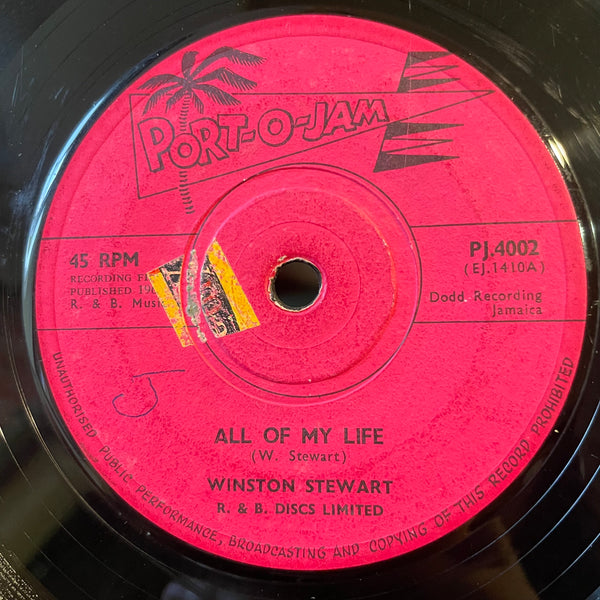 PORT-O-JAM
45 RPM
RECORDING
PUBLISHED
R. & B. Music
PJ.4002
(EJ.1410A)
Dodd. Recording
Jamaica
ALL OF MY LIFE
(W. Stewart)
WINSTON STEWART
R. & B. DISCS LIMITED
UNAUTHORISED PUBLIC PERFORMANCE, BROADCASTING AND COPYING OF THIS RECORD PROHIBITED